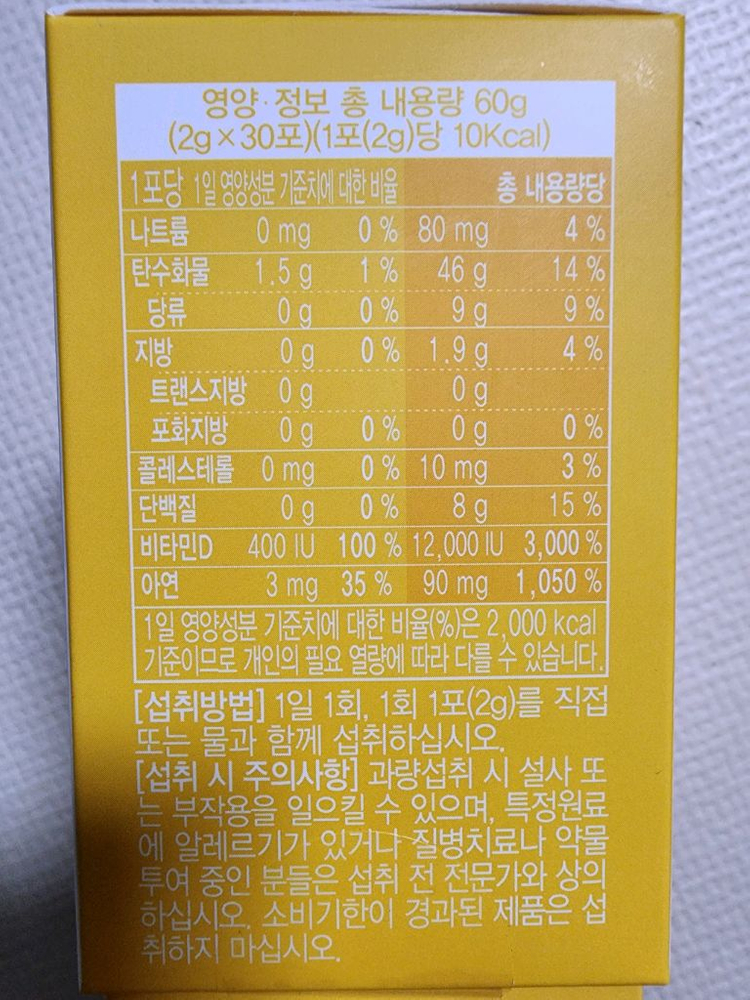 영양·정보 총 내용량 60g
(2g×30포)(1포(2g)당 10Kcal)
1포당 1일 영양성분 기준치에 대한 비율 총 내용량당
나트륨 0 mg 0 % 80 mg 4 %
탄수화물 1.5 g 1 % 46 g 14 %
당류 0 g 0 % 9 g 9 %
지방 0 g 0 % 1.9 g 4 %
트랜스지방 0 g 0 g
포화지방 0 g 0 % 0 g 0 %
콜레스테롤 0 mg 0 % 10 mg 3 %
단백질 0 g 0 % 8 g 15 %
비타민D 400 IU 100 % 12,000 IU 3,000 %
아연 3 mg 35 % 90 mg 1,050 %
1일 영양성분 기준치에 대한 비율(%)은 2,000 kcal
기준이므로 개인의 필요 열량에 따라 다를 수 있습니다.
[섭취방법] 1일 1회, 1회 1포(2g)를 직접
또는 물과 함께 섭취하십시오.
[섭취 시 주의사항] 과량섭취 시 설사 또
는 부작용을 일으킬 수 있으며, 특정원료
에 알레르기가 있거나 질병치료나 약물
투여 중인 분들은 섭취 전 전문가와 상의
하십시오. 소비기한이 경과된 제품은 섭
취하지 마십시오.